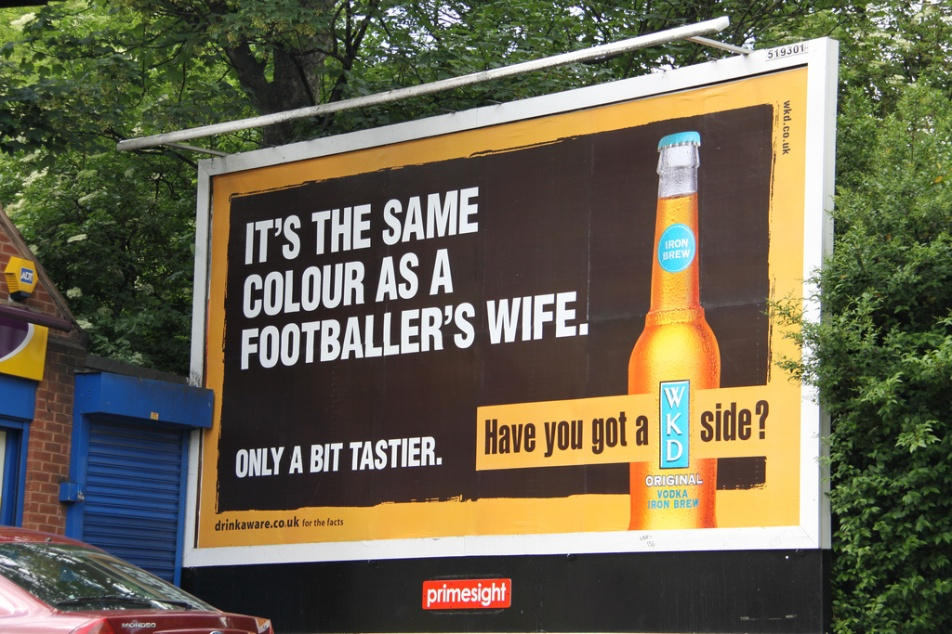 519301
wkd.co.uk
IT'S THE SAME
COLOUR AS A
FOOTBALLER'S WIFE.
IRON
BREW
ADT
Have you got a WKD side?
ONLY A BIT TASTIER.
ORIGINAL
VODKA
IRON BREW
drinkaware.co.uk for the facts
primesight
MONDEO